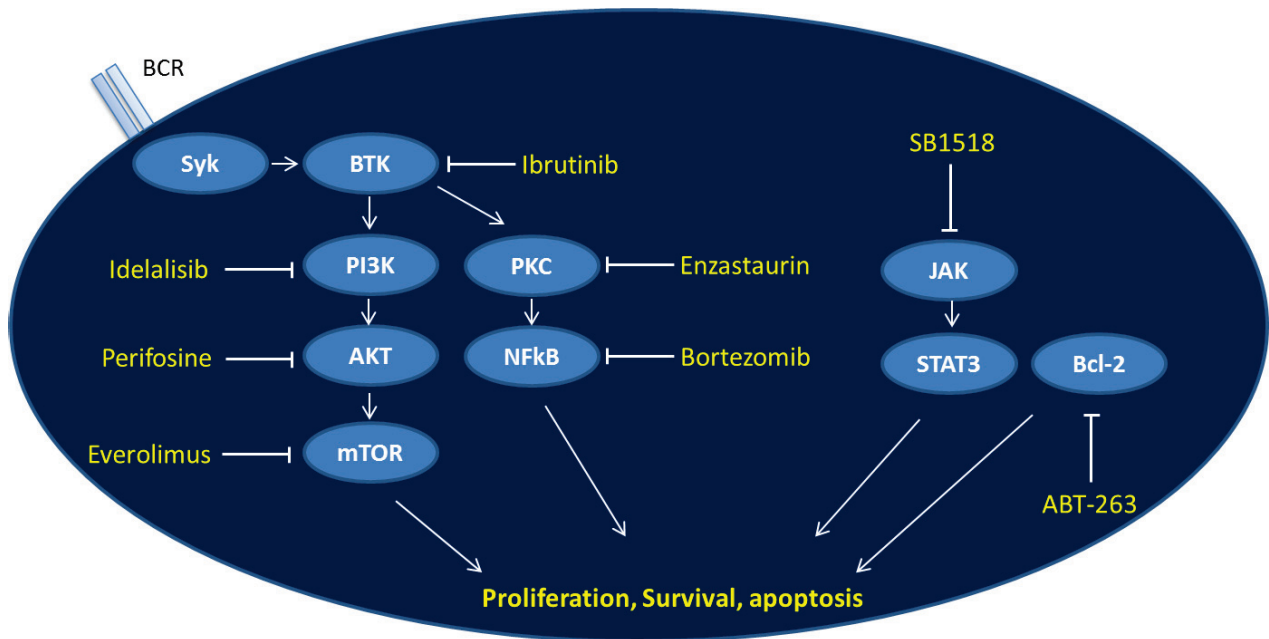 BCR
SB1518
Syk
BTK
Ibrutinib
Idelalisib
PI3K
PKC
Enzastaurin
JAK
Perifosine
AKT
NFkB
Bortezomib
STAT3
Bcl-2
Everolimus
mTOR
ABT-263
Proliferation, Survival, apoptosis